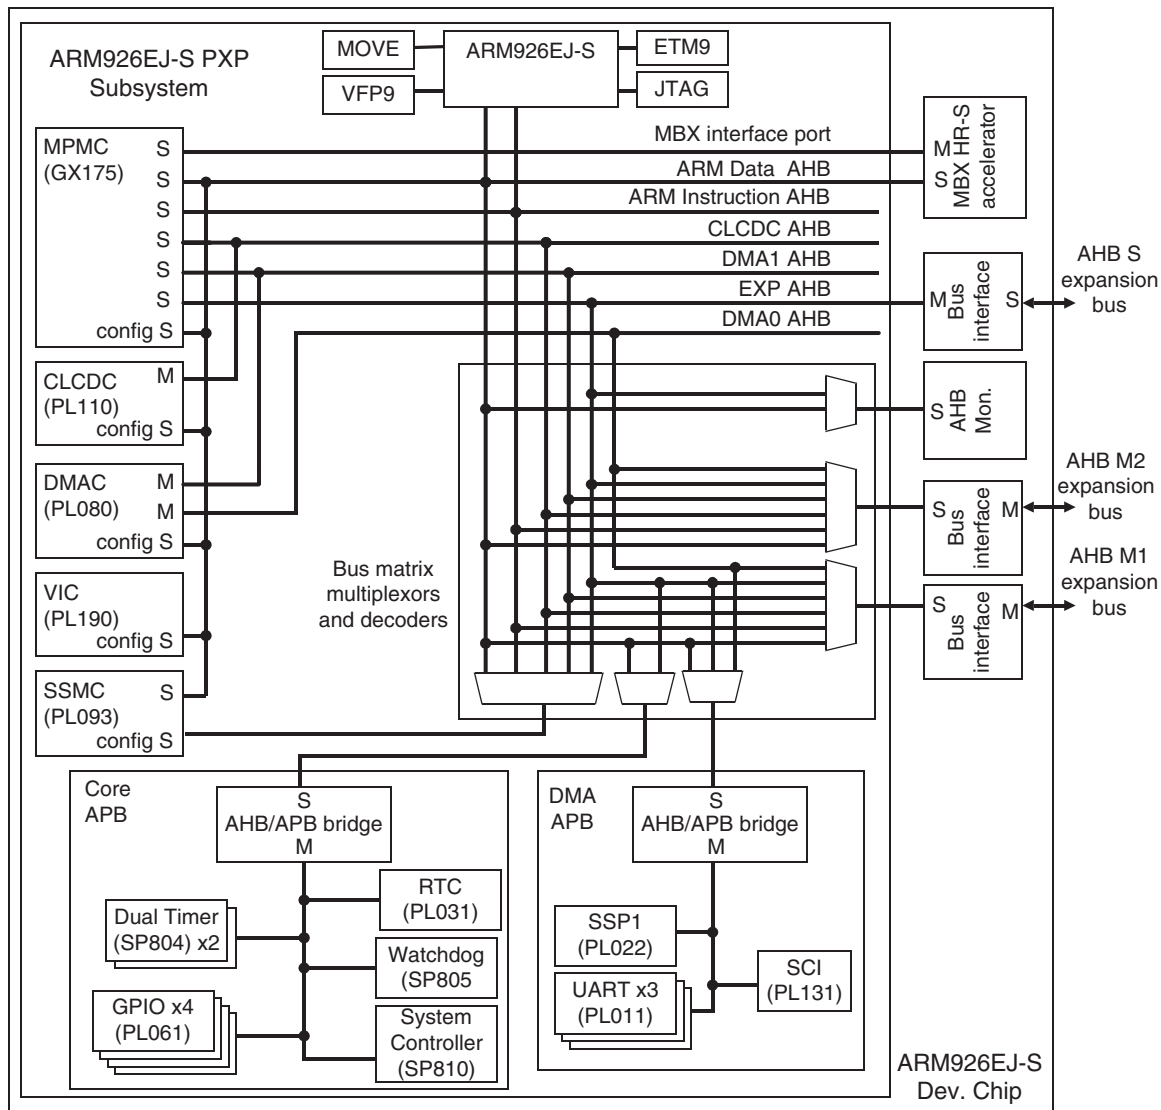 ARM926EJ-S PXP
Subsystem
MOVE
VFP9
ARM926EJ-S
ETM9
JTAG
MPMC
(GX175)
S
S
S
S
S
S
config S
MBX interface port
ARM Data AHB
ARM Instruction AHB
CLCDC AHB
DMA1 AHB
EXP AHB
DMA0 AHB
M
S
MBX HR-S
accelerator
M
Bus
interface
S
AHB S
expansion
bus
CLCDC
(PL110)
M
config S
S
AHB
Mon.
DMAC
(PL080)
M
M
config S
S
Bus
interface
M
AHB M2
expansion
bus
VIC
(PL190)
config S
Bus matrix
multiplexors
and decoders
S
Bus
interface
M
AHB M1
expansion
bus
SSMC
(PL093)
S
config S
Core
APB
S
AHB/APB bridge
M
RTC
(PL031)
Dual Timer
(SP804) x2
Watchdog
(SP805
GPIO x4
(PL061)
System
Controller
(SP810)
DMA
APB
S
AHB/APB bridge
M
SSP1
(PL022)
UART x3
(PL011)
SCI
(PL131)
ARM926EJ-S
Dev. Chip